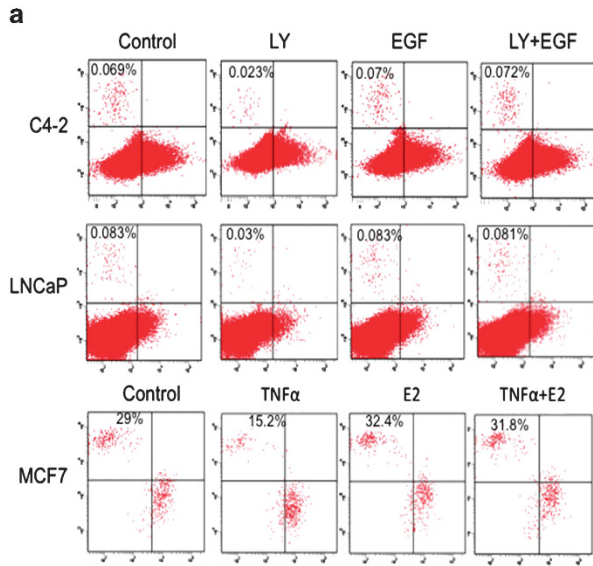 a
Control LY EGF LY+EGF
C4-2
0.069% 0.023% 0.07% 0.072%
LNCaP
0.083% 0.03% 0.083% 0.081%
Control TNFα E2 TNFα+E2
MCF7
29% 15.2% 32.4% 31.8%